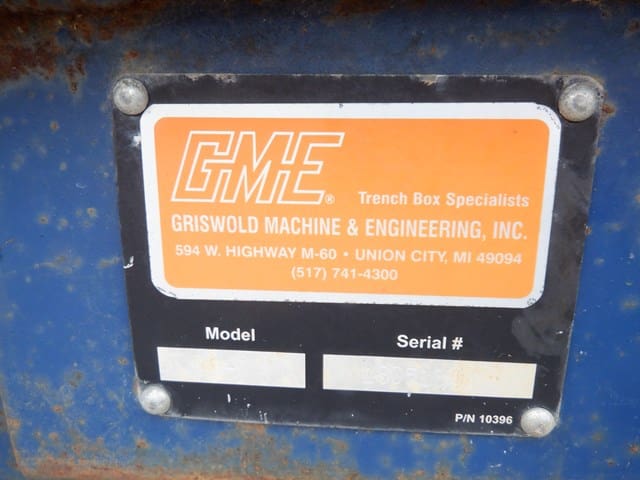 GME®
Trench Box Specialists
GRISWOLD MACHINE & ENGINEERING, INC.
594 W. HIGHWAY M-60 • UNION CITY, MI 49094
(517) 741-4300
Model
Serial #
P/N 10396